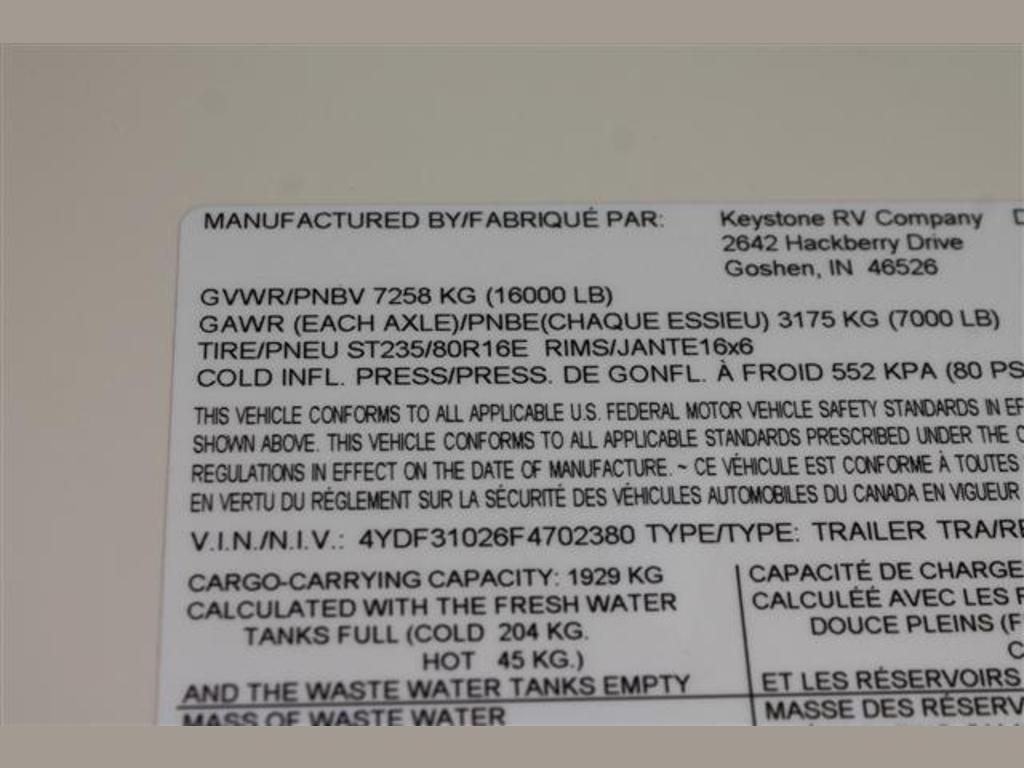 MANUFACTURED BY/FABRIQUÉ PAR: Keystone RV Company
2642 Hackberry Drive
Goshen, IN 46526
GVWR/PNBV 7258 KG (16000 LB)
GAWR (EACH AXLE)/PNBE(CHAQUE ESSIEU) 3175 KG (7000 LB)
TIRE/PNEU ST235/80R16E RIMS/JANTE16x6
COLD INFL. PRESS/PRESS. DE GONFL. À FROID 552 KPA (80 PS
THIS VEHICLE CONFORMS TO ALL APPLICABLE U.S. FEDERAL MOTOR VEHICLE SAFETY STANDARDS IN EF
SHOWN ABOVE. THIS VEHICLE CONFORMS TO ALL APPLICABLE STANDARDS PRESCRIBED UNDER THE
REGULATIONS IN EFFECT ON THE DATE OF MANUFACTURE. ~ CE VÉHICULE EST CONFORME À TOUTES
EN VERTU DU RÉGLEMENT SUR LA SÉCURITÉ DES VÉHICULES AUTOMOBILES DU CANADA EN VIGUEUR
V.I.N./N.I.V.: 4YDF31026F4702380 TYPE/TYPE: TRAILER TRA/RE
CARGO-CARRYING CAPACITY: 1929 KG
CALCULATED WITH THE FRESH WATER
TANKS FULL (COLD 204 KG.
HOT 45 KG.)
AND THE WASTE WATER TANKS EMPTY
MASS OF WASTE WATER
CAPACITÉ DE CHARGE
CALCULÉÉ AVEC LES
DOUCE PLEINS (F
ET LES RÉSERVOIRS
MASSE DES RÉSERV